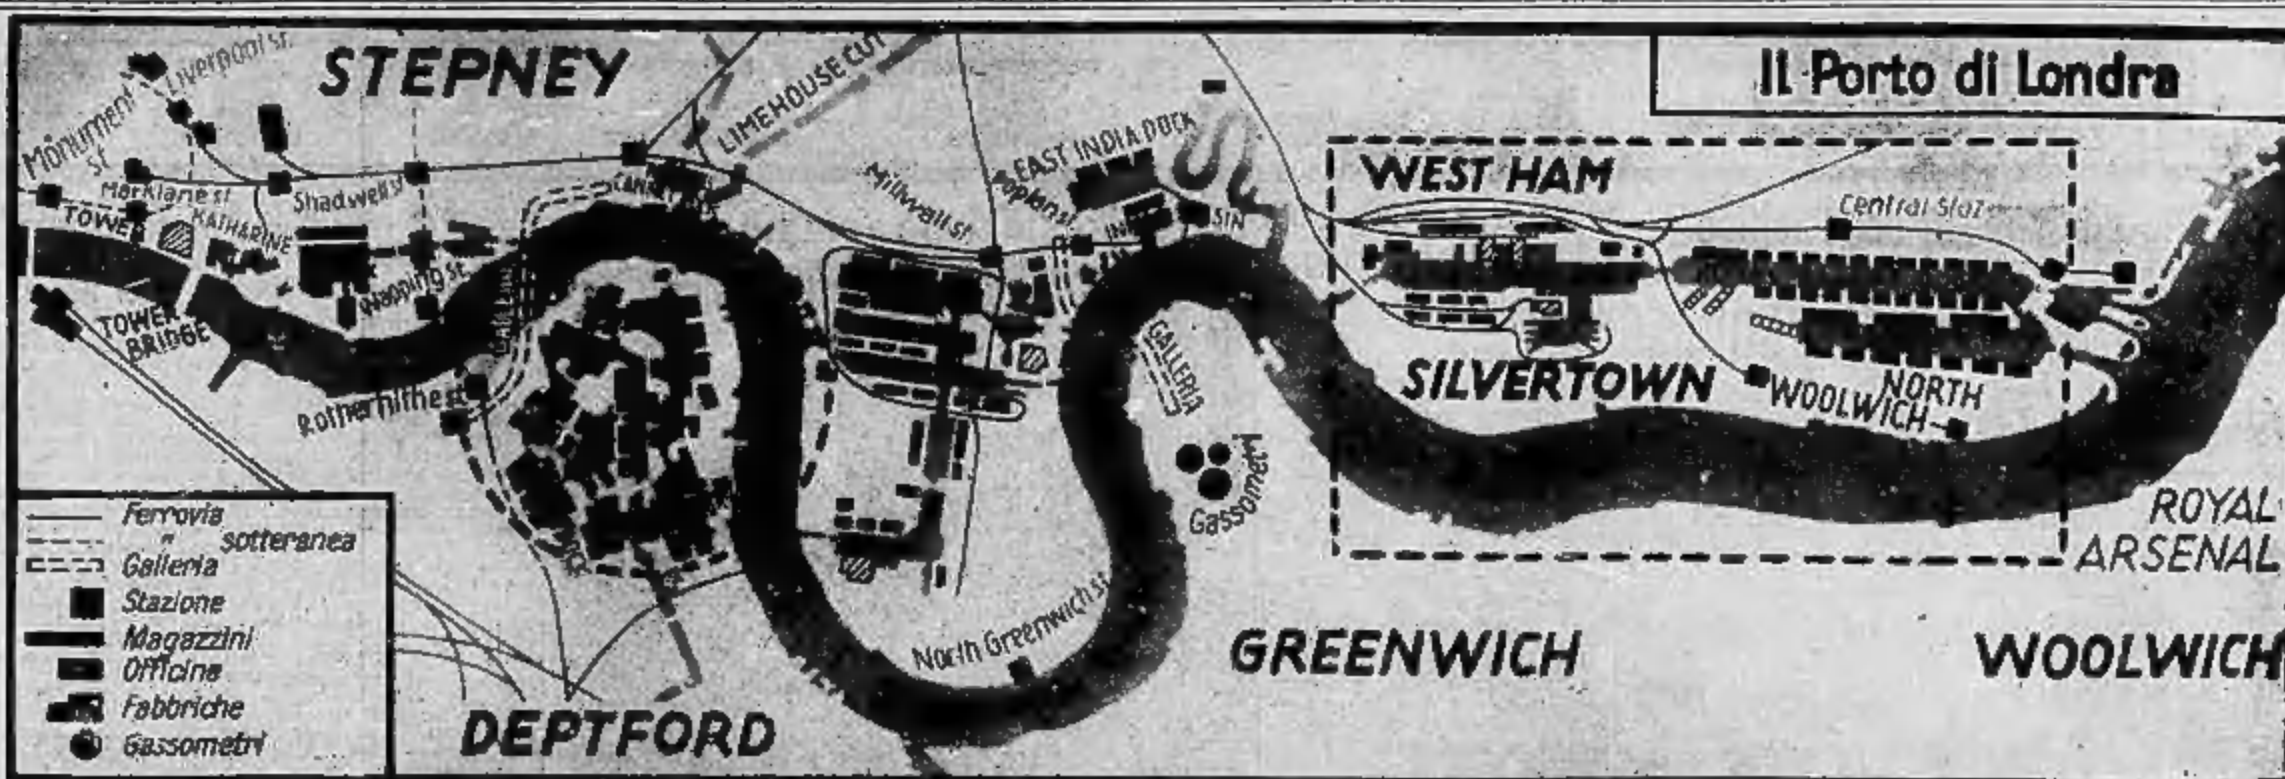 Il Porto di Londra
STEPNEY
Liverpool st.
Monument
st
Marklane st
TOWER
KATHARINE
Shadwell st
Wapping st.
TOWER
BRIDGE
Rotherhithe st
LIMEHOUSE CUT
Millwall st.
EAST INDIA DOCK
Poplar st
WEST HAM
Central Staz
SILVERTOWN
NORTH
WOOLWICH
GALLERIA
Gassometri
North Greenwich st
GREENWICH
ROYAL
ARSENAL
WOOLWICH
DEPTFORD
Ferrovia
" sotteranea
Galleria
Stazione
Magazzini
Officine
Fabbriche
Gassometri